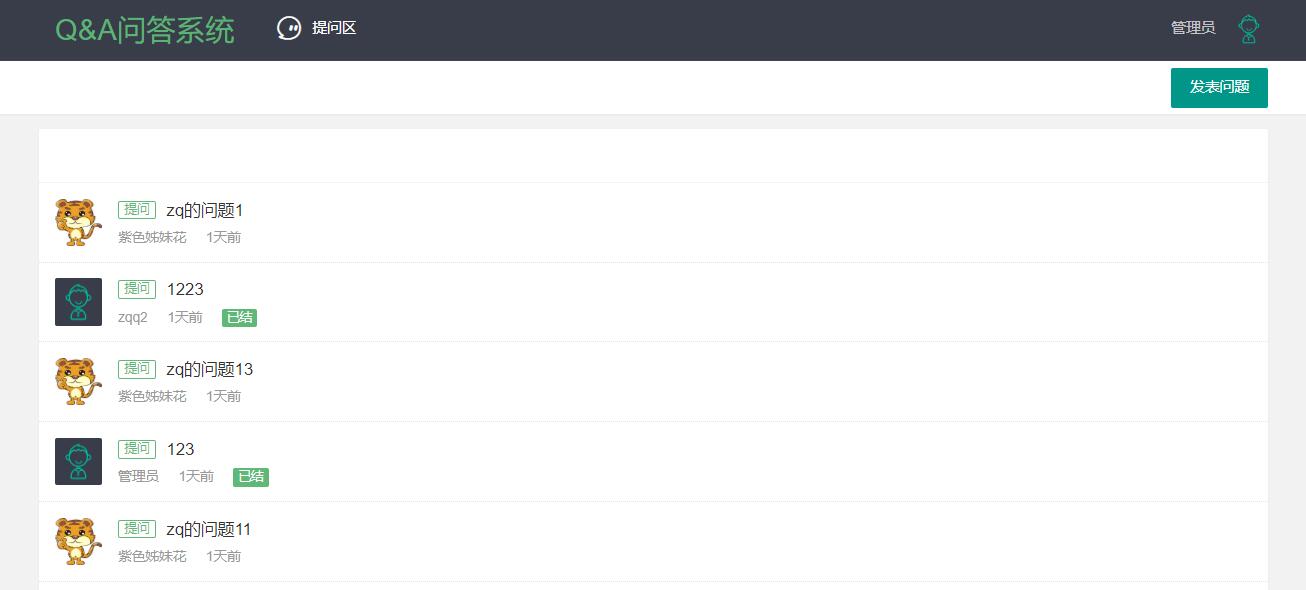 Q&A问答系统 提问区 管理员
发表问题
提问 zq的问题1
紫色姊妹花 1天前
提问 1223
zqq2 1天前 已结
提问 zq的问题13
紫色姊妹花 1天前
提问 123
管理员 1天前 已结
提问 zq的问题11
紫色姊妹花 1天前